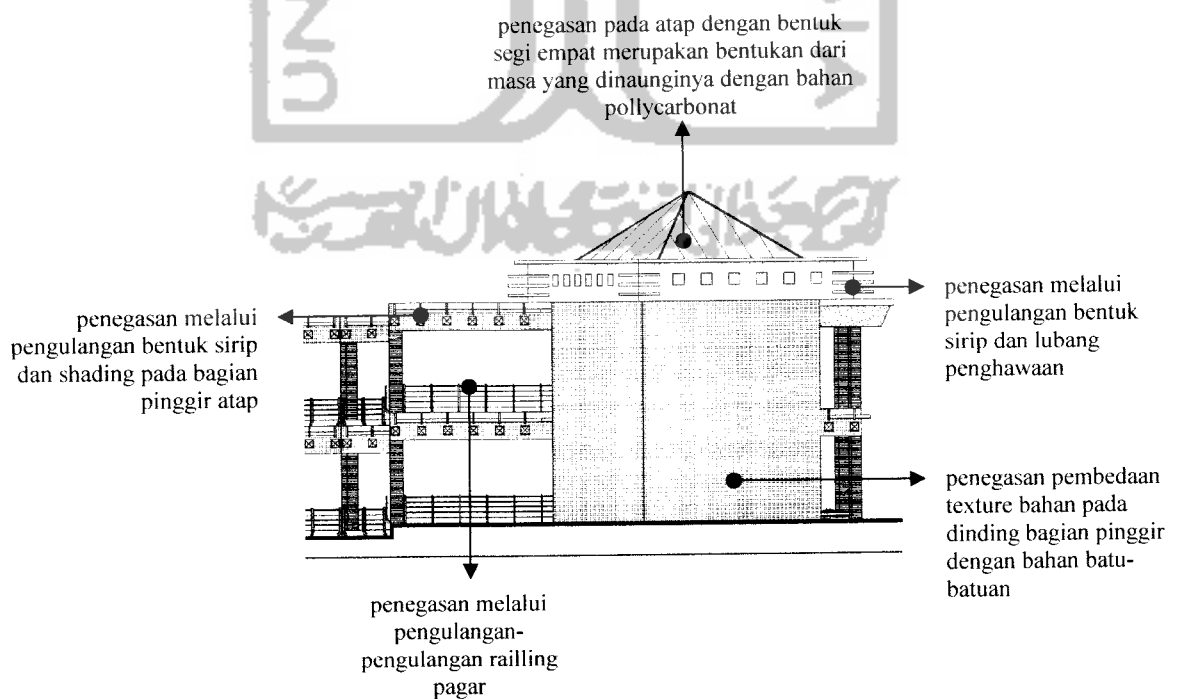 penegasan pada atap dengan bentuk
segi empat merupakan bentukan dari
masa yang dinaunginya dengan bahan
pollycarbonat
penegasan melalui
pengulangan bentuk sirip
dan shading pada bagian
pinggir atap
penegasan melalui
pengulangan bentuk
sirip dan lubang
penghawaan
penegasan pembedaan
texture bahan pada
dinding bagian pinggir
dengan bahan batu-
batuan
penegasan melalui
pengulangan-
pengulangan railling
pagar